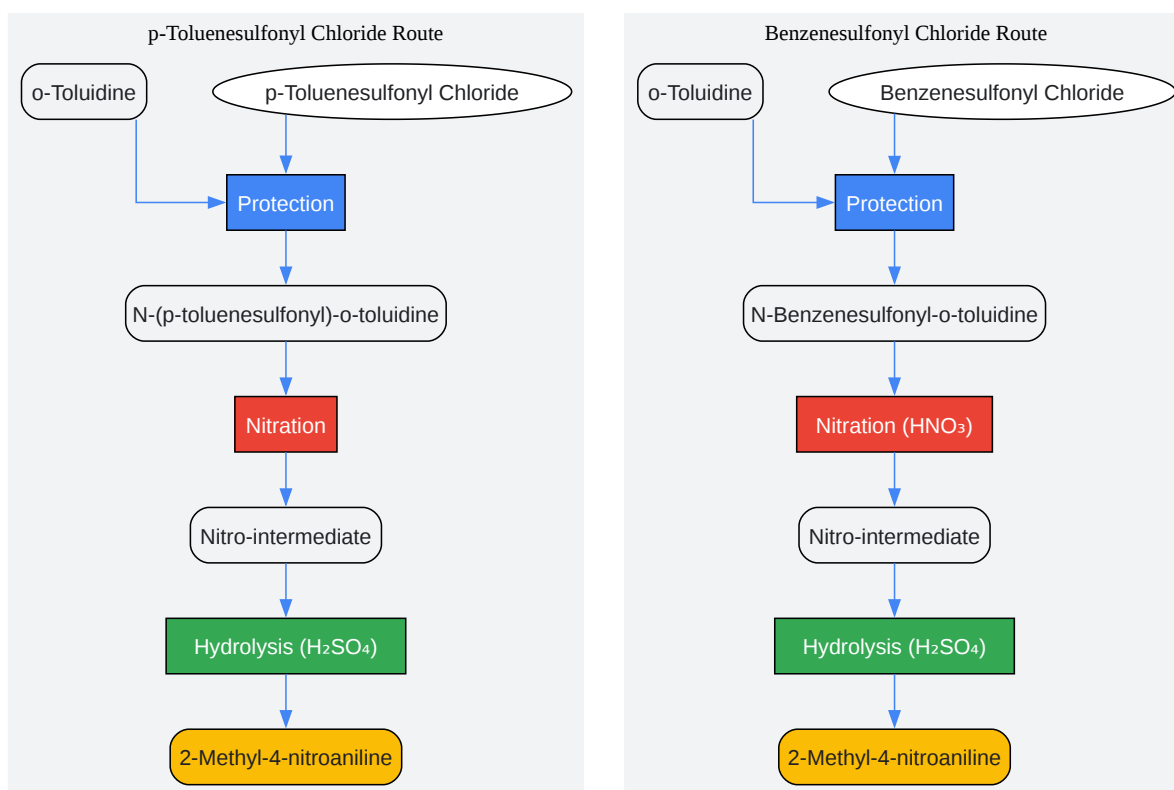 p-Toluenesulfonyl Chloride Route
o-Toluidine
p-Toluenesulfonyl Chloride
Protection
N-(p-toluenesulfonyl)-o-toluidine
Nitration
Nitro-intermediate
Hydrolysis (H₂SO₄)
2-Methyl-4-nitroaniline
Benzenesulfonyl Chloride Route
o-Toluidine
Benzenesulfonyl Chloride
Protection
N-Benzenesulfonyl-o-toluidine
Nitration (HNO₃)
Nitro-intermediate
Hydrolysis (H₂SO₄)
2-Methyl-4-nitroaniline